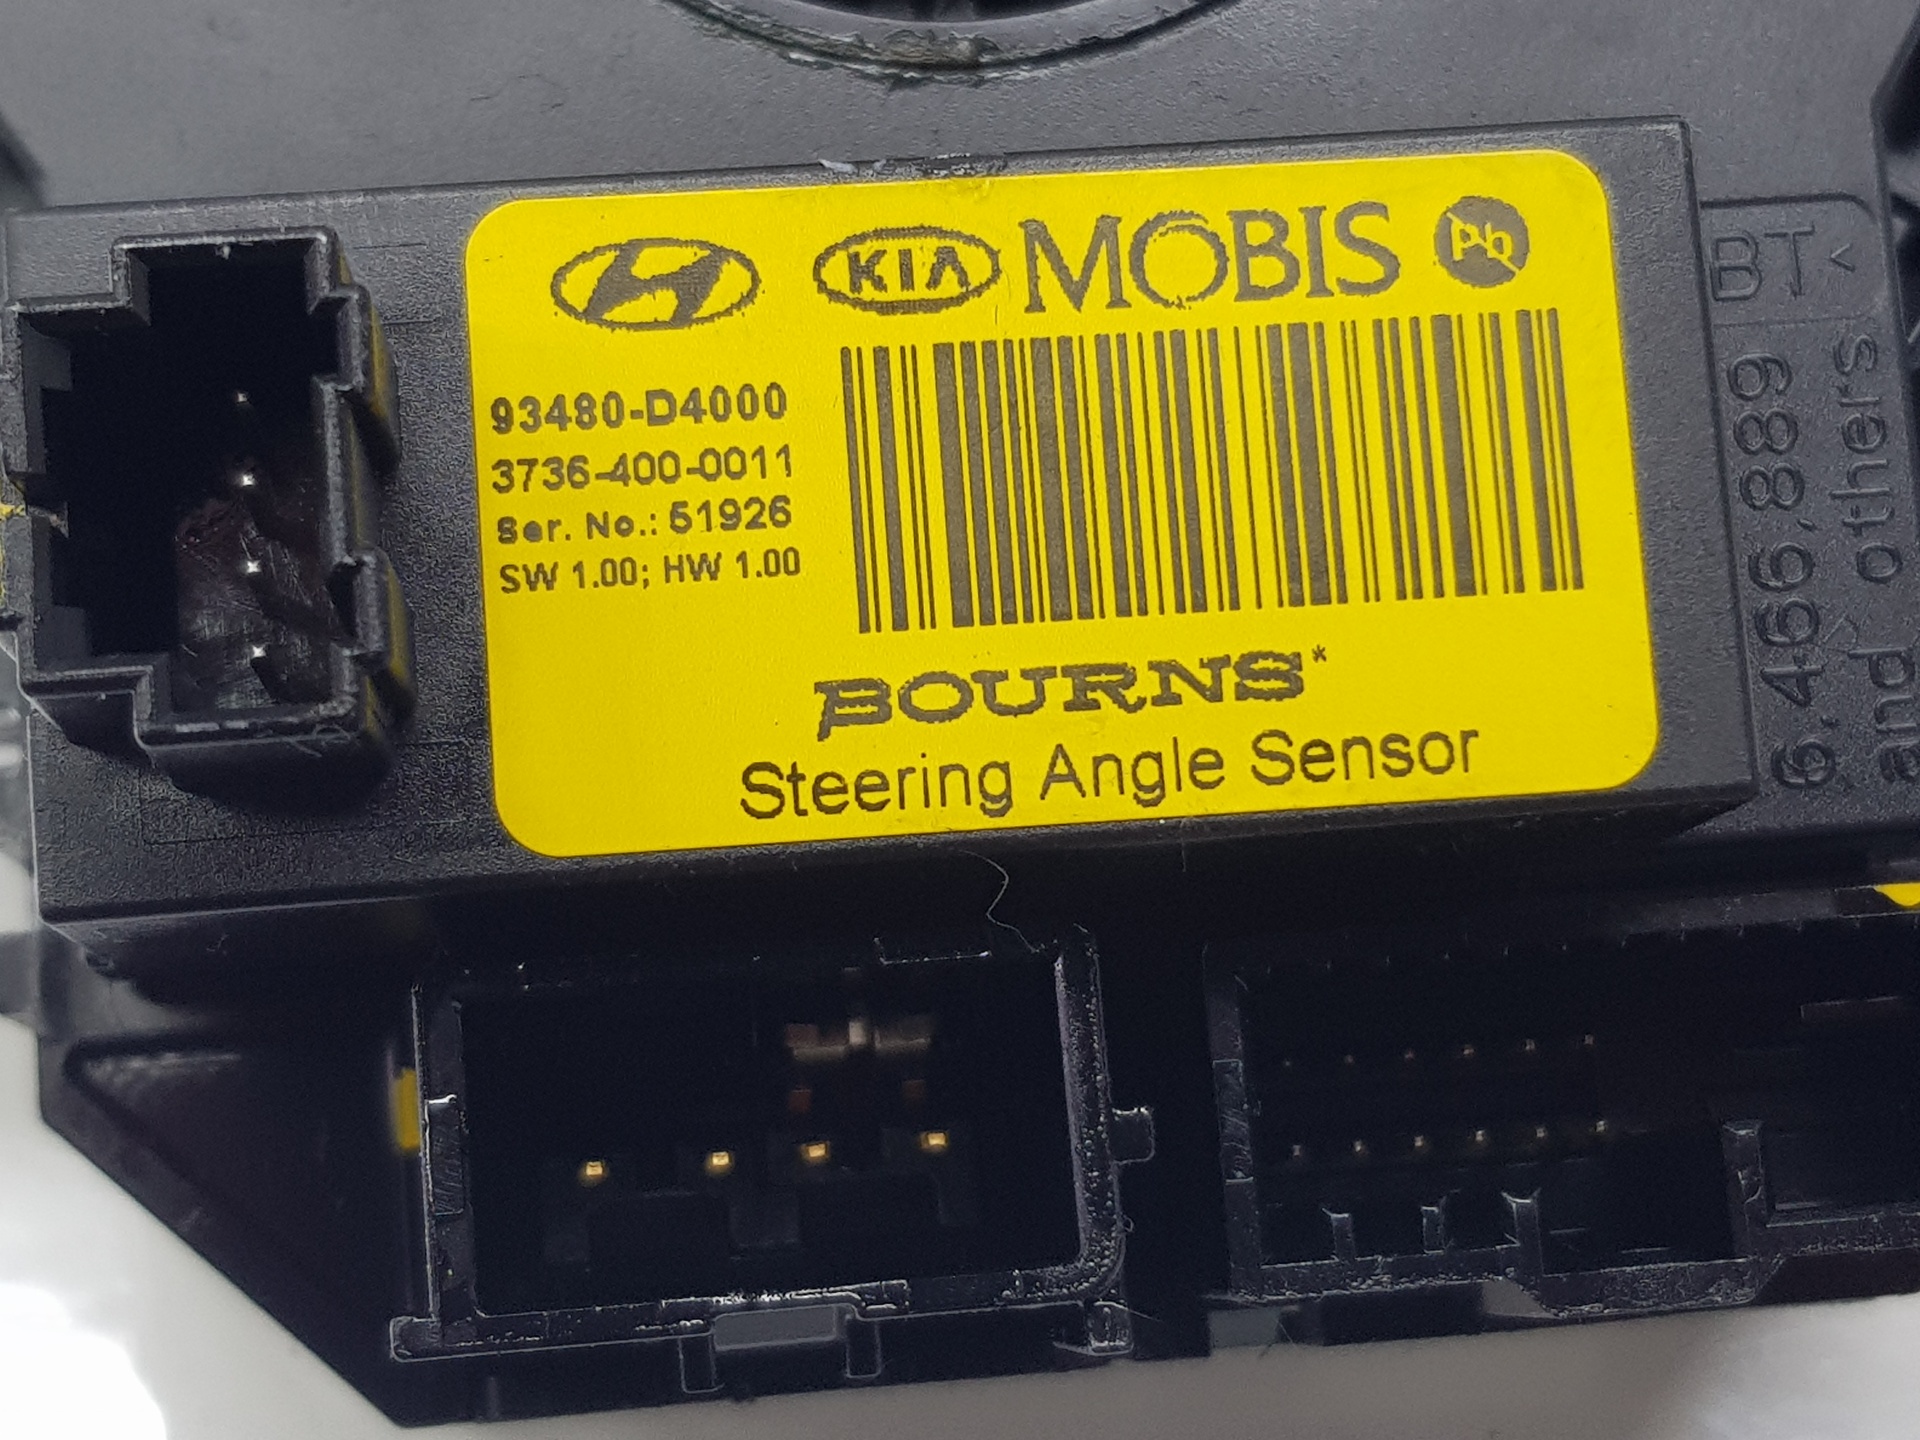 KIA MOBIS Pb
93480-D4000
3736-400-0011
Ser. No.: 51926
SW 1.00; HW 1.00
BOURNS*
Steering Angle Sensor
BT
6,466,889
and others